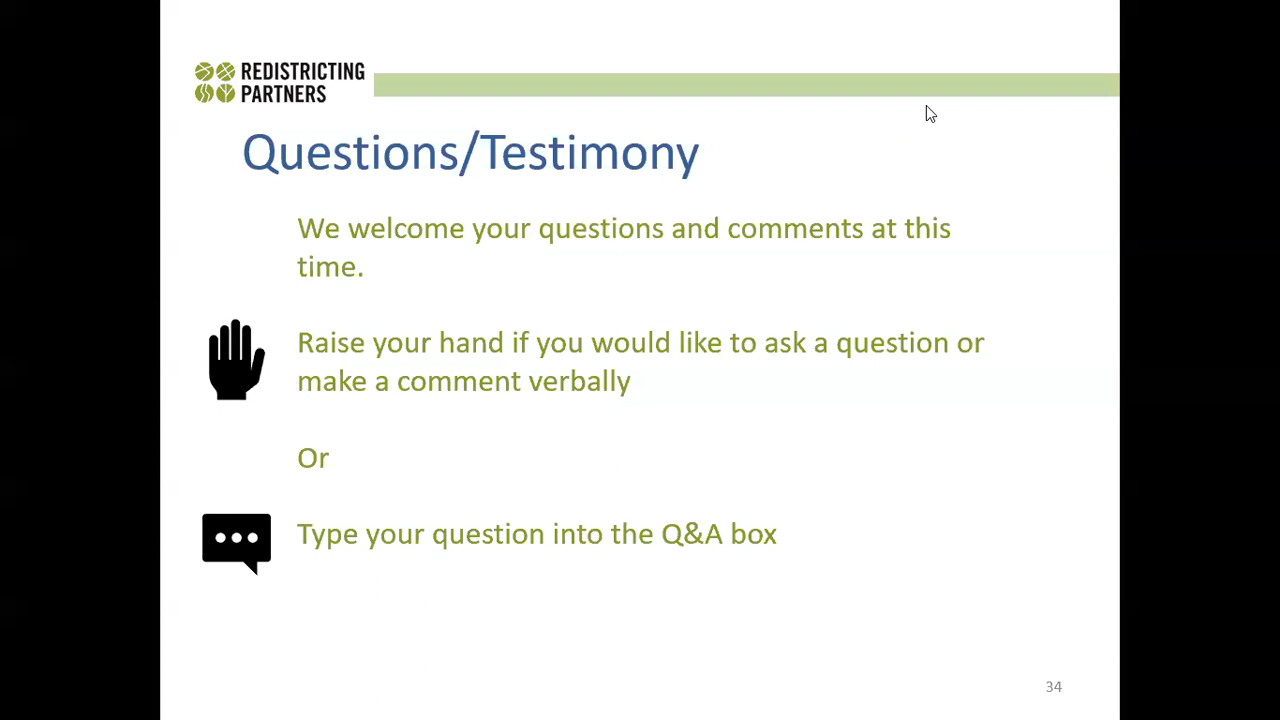 REDISTRICTING
PARTNERS
Questions/Testimony
We welcome your questions and comments at this
time.
Raise your hand if you would like to ask a question or
make a comment verbally
Or
Type your question into the Q&A box
34